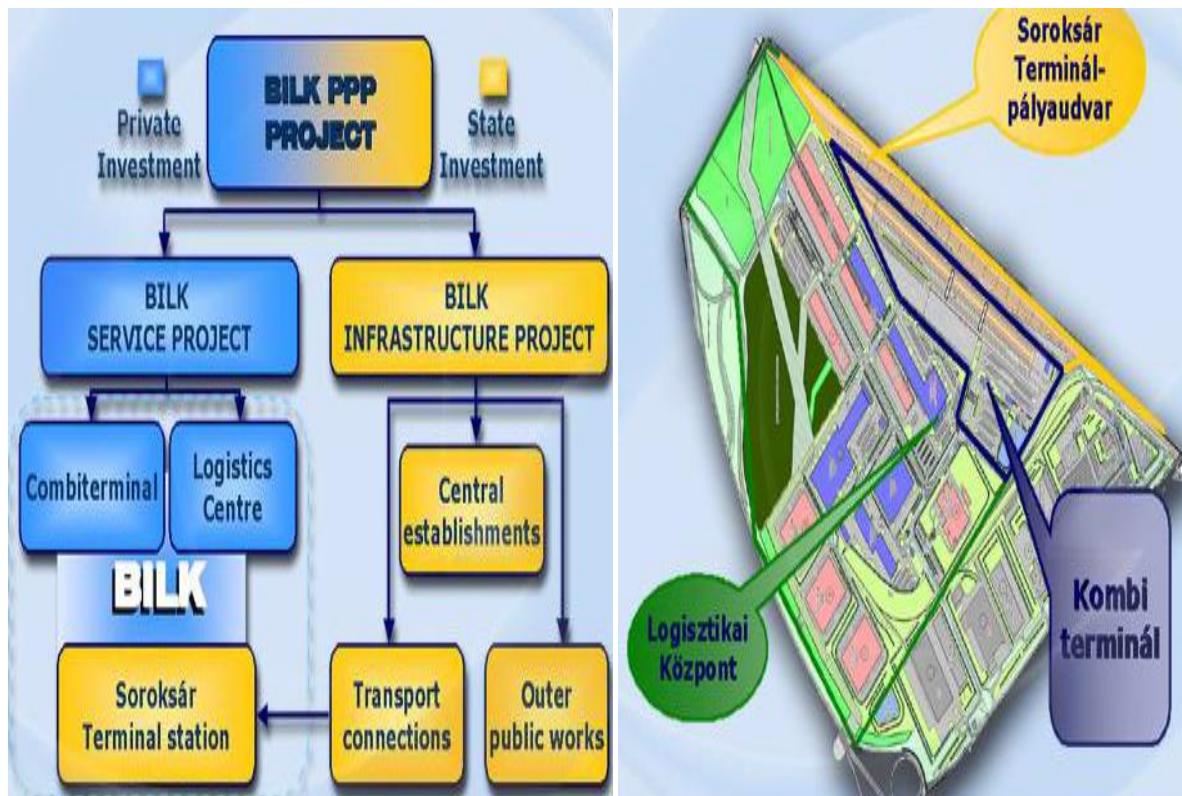 BILK PPP
PROJECT
Private
Investment
State
Investment
BILK
SERVICE PROJECT
BILK
INFRASTRUCTURE PROJECT
Combiterminal
Logistics
Centre
Central
establishments
BILK
Soroksár
Terminal station
Transport
connections
Outer
public works
Soroksár
Terminál-
pályaudvar
Logisztikai
Központ
Kombi
terminál